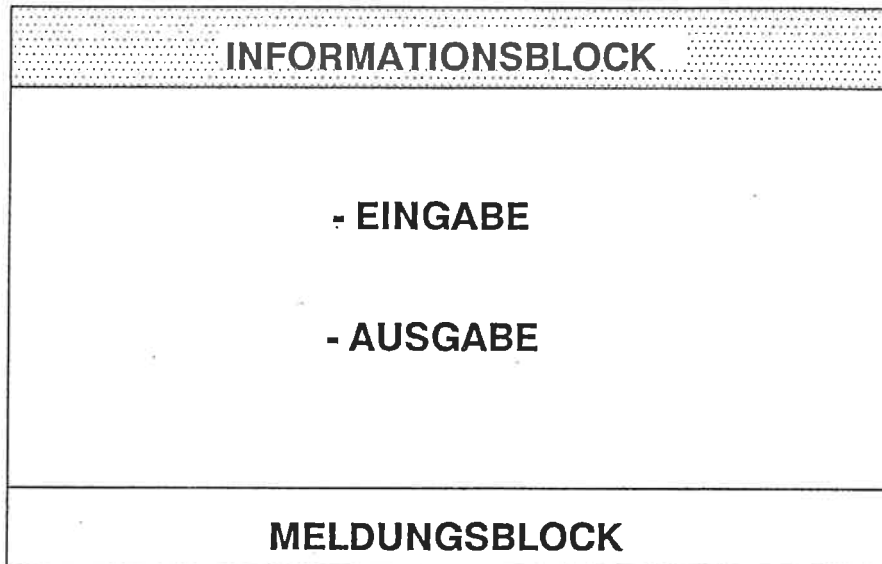 INFORMATIONSBLOCK
- EINGABE
- AUSGABE
MELDUNGSBLOCK